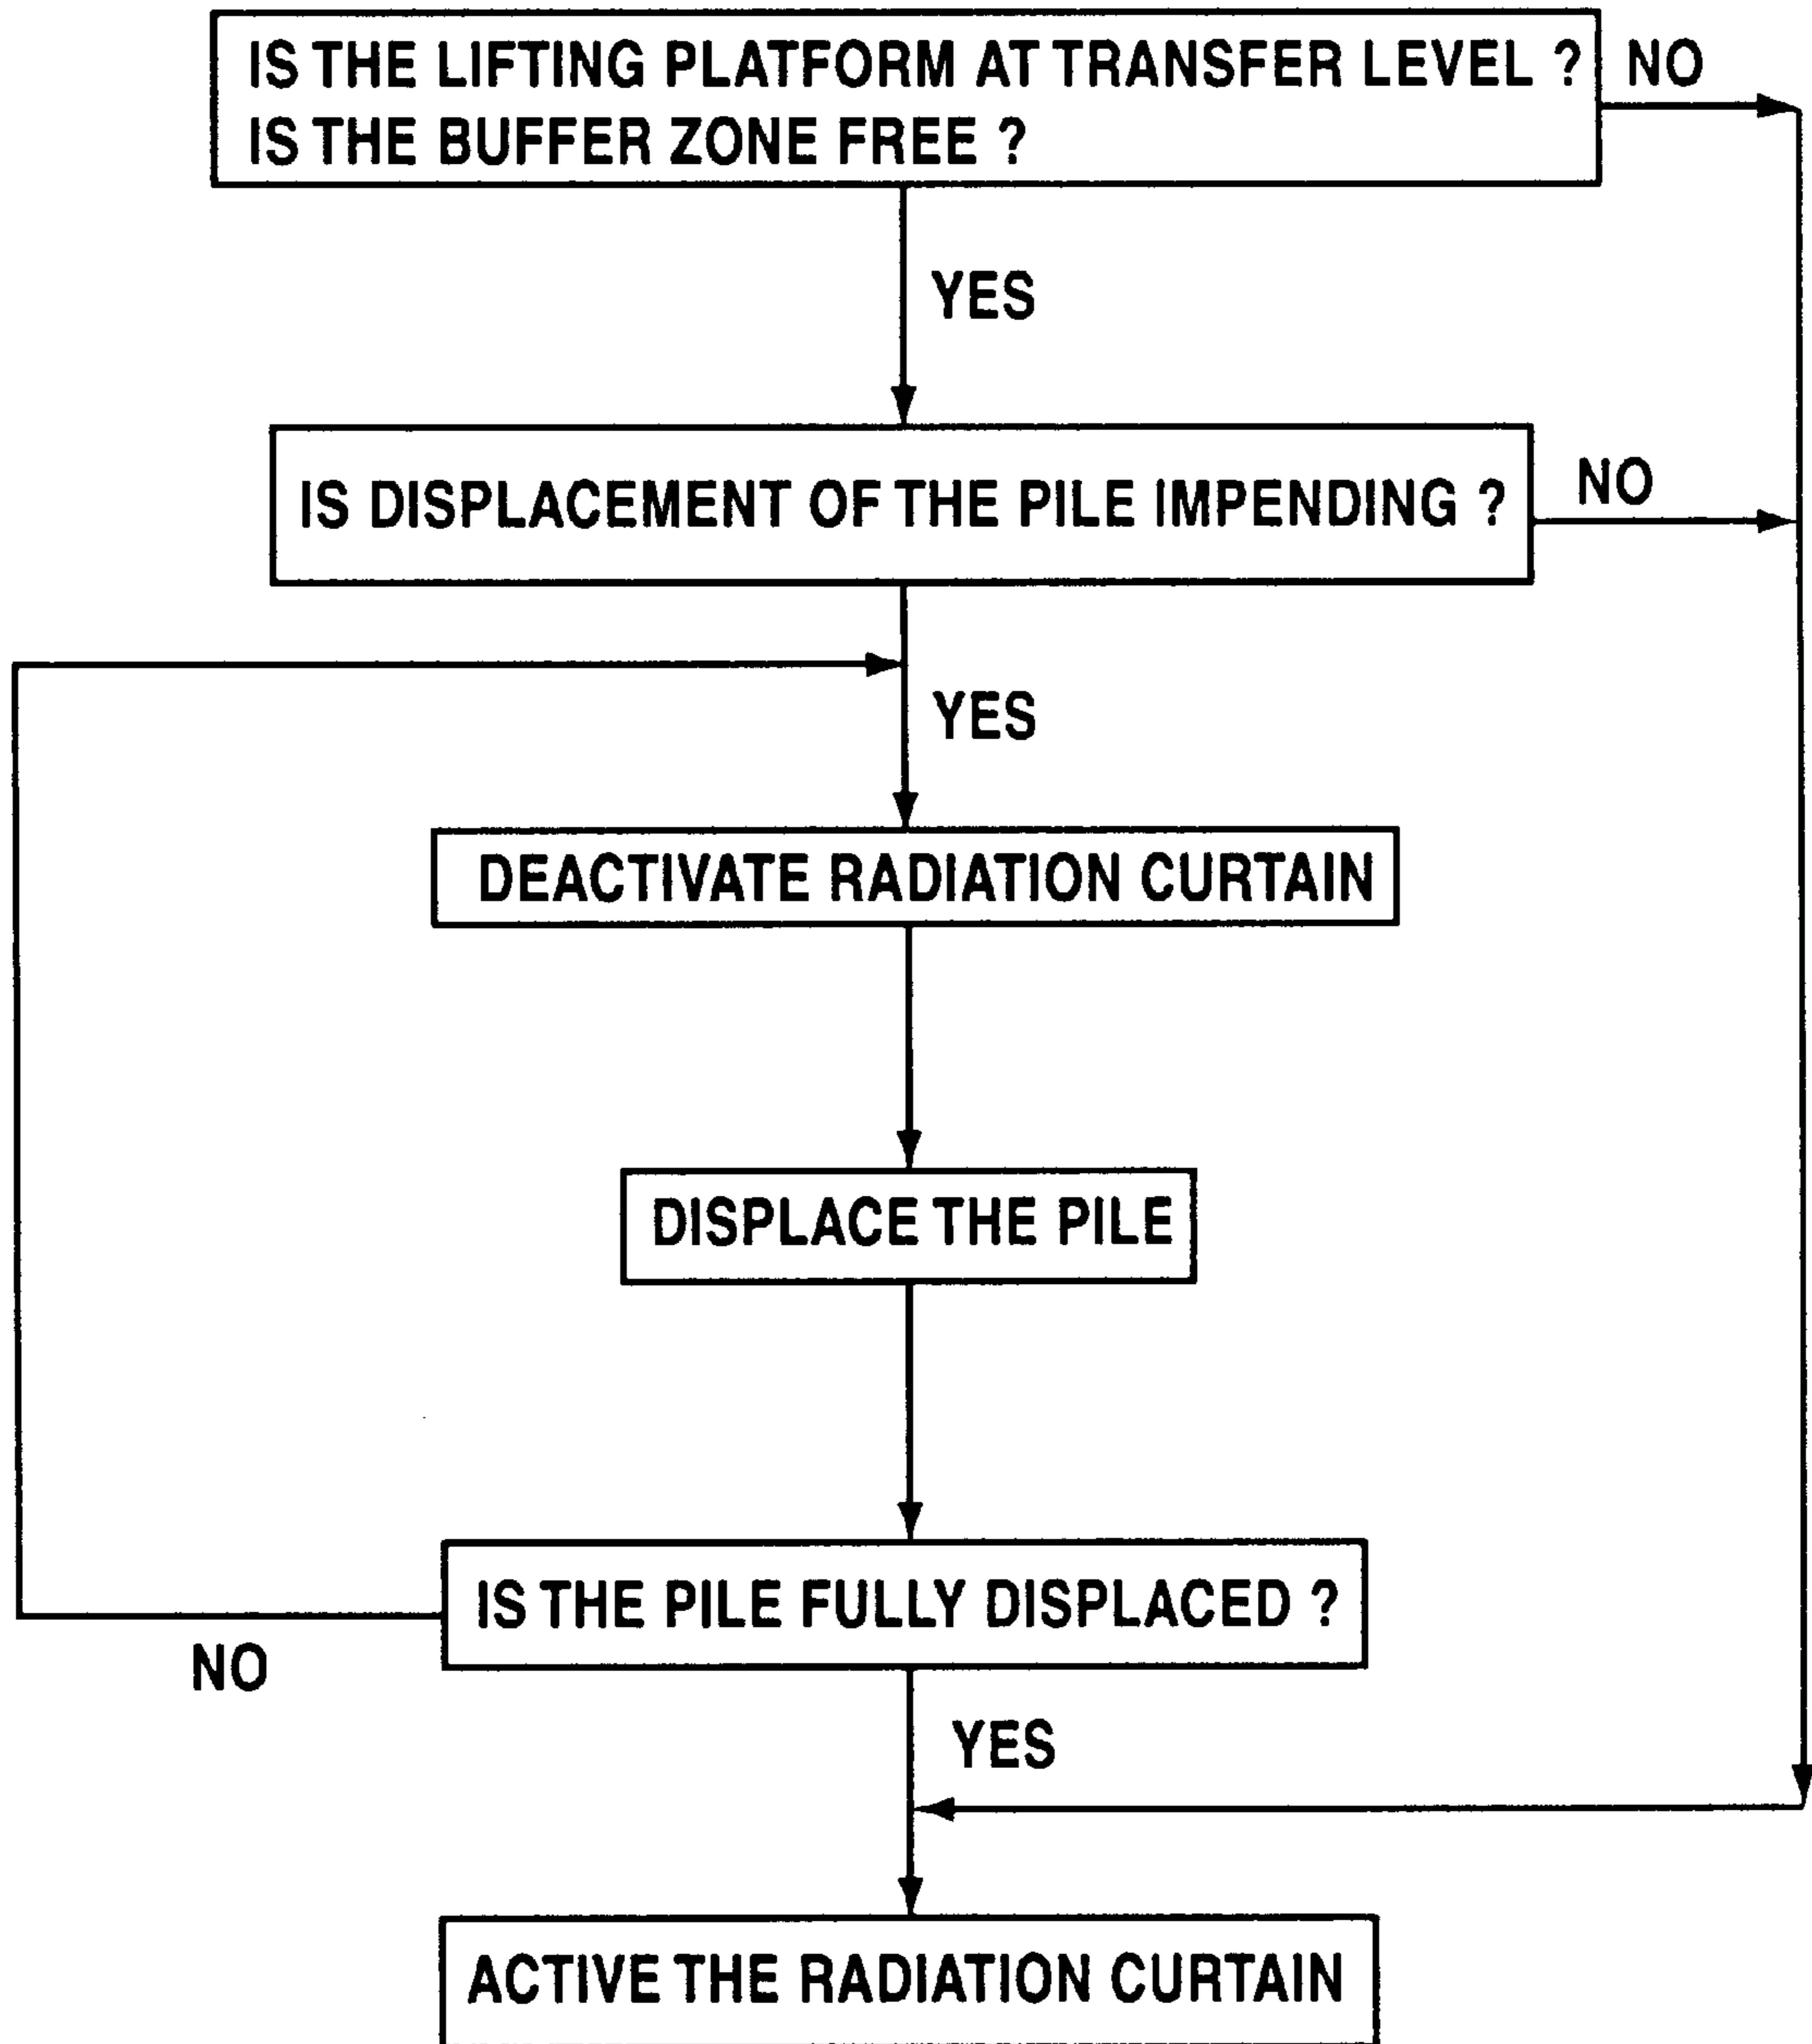 IS THE LIFTING PLATFORM AT TRANSFER LEVEL ?
IS THE BUFFER ZONE FREE ?
NO
YES
IS DISPLACEMENT OF THE PILE IMPENDING ?
NO
YES
DEACTIVATE RADIATION CURTAIN
DISPLACE THE PILE
IS THE PILE FULLY DISPLACED ?
NO
YES
ACTIVE THE RADIATION CURTAIN